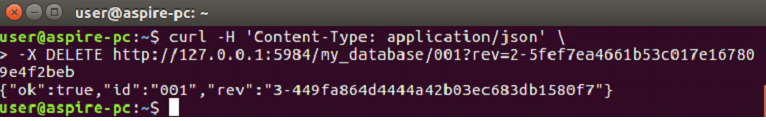 user@aspire-pc: ~
user@aspire-pc:~$ curl -H 'Content-Type: application/json' \
> -X DELETE http://127.0.0.1:5984/my_database/001?rev=2-5fef7ea4661b53c017e16780
9e4f2beb
{"ok":true,"id":"001","rev":"3-449fa864d4444a42b03ec683db1580f7"}
user@aspire-pc:~$